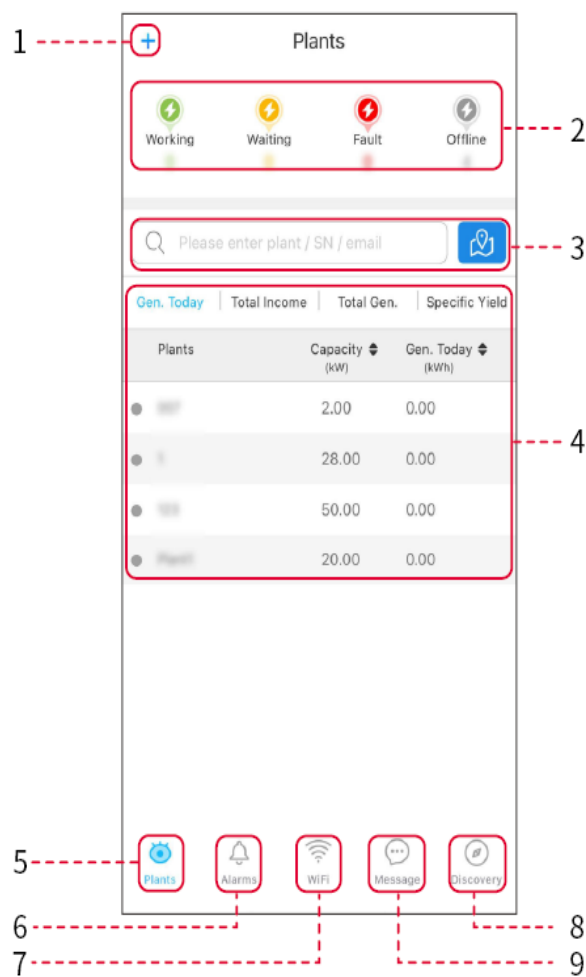 1
Plants
Working Waiting Fault Offline
2
Please enter plant / SN / email
3
Gen. Today Total Income Total Gen. Specific Yield
Plants Capacity Gen. Today
(kW) (kWh)
2.00 0.00
4
28.00 0.00
50.00 0.00
20.00 0.00
5
Plants Alarms WiFi Message Discovery
6 8
7 9